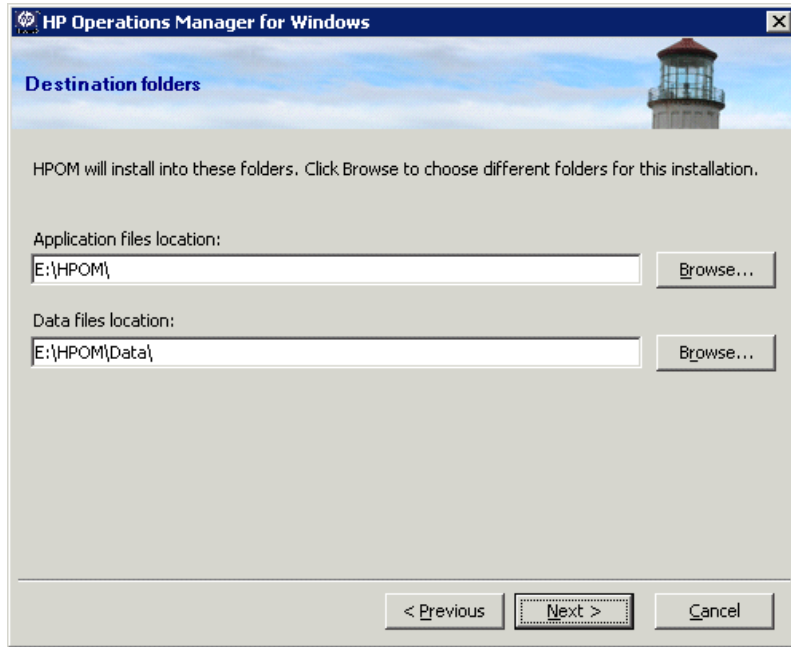 HP Operations Manager for Windows
Destination folders
HPOM will install into these folders. Click Browse to choose different folders for this installation.
Application files location:
E:\HPOM\
Browse...
Data files location:
E:\HPOM\Data\
Browse...
< Previous
Next >
Cancel